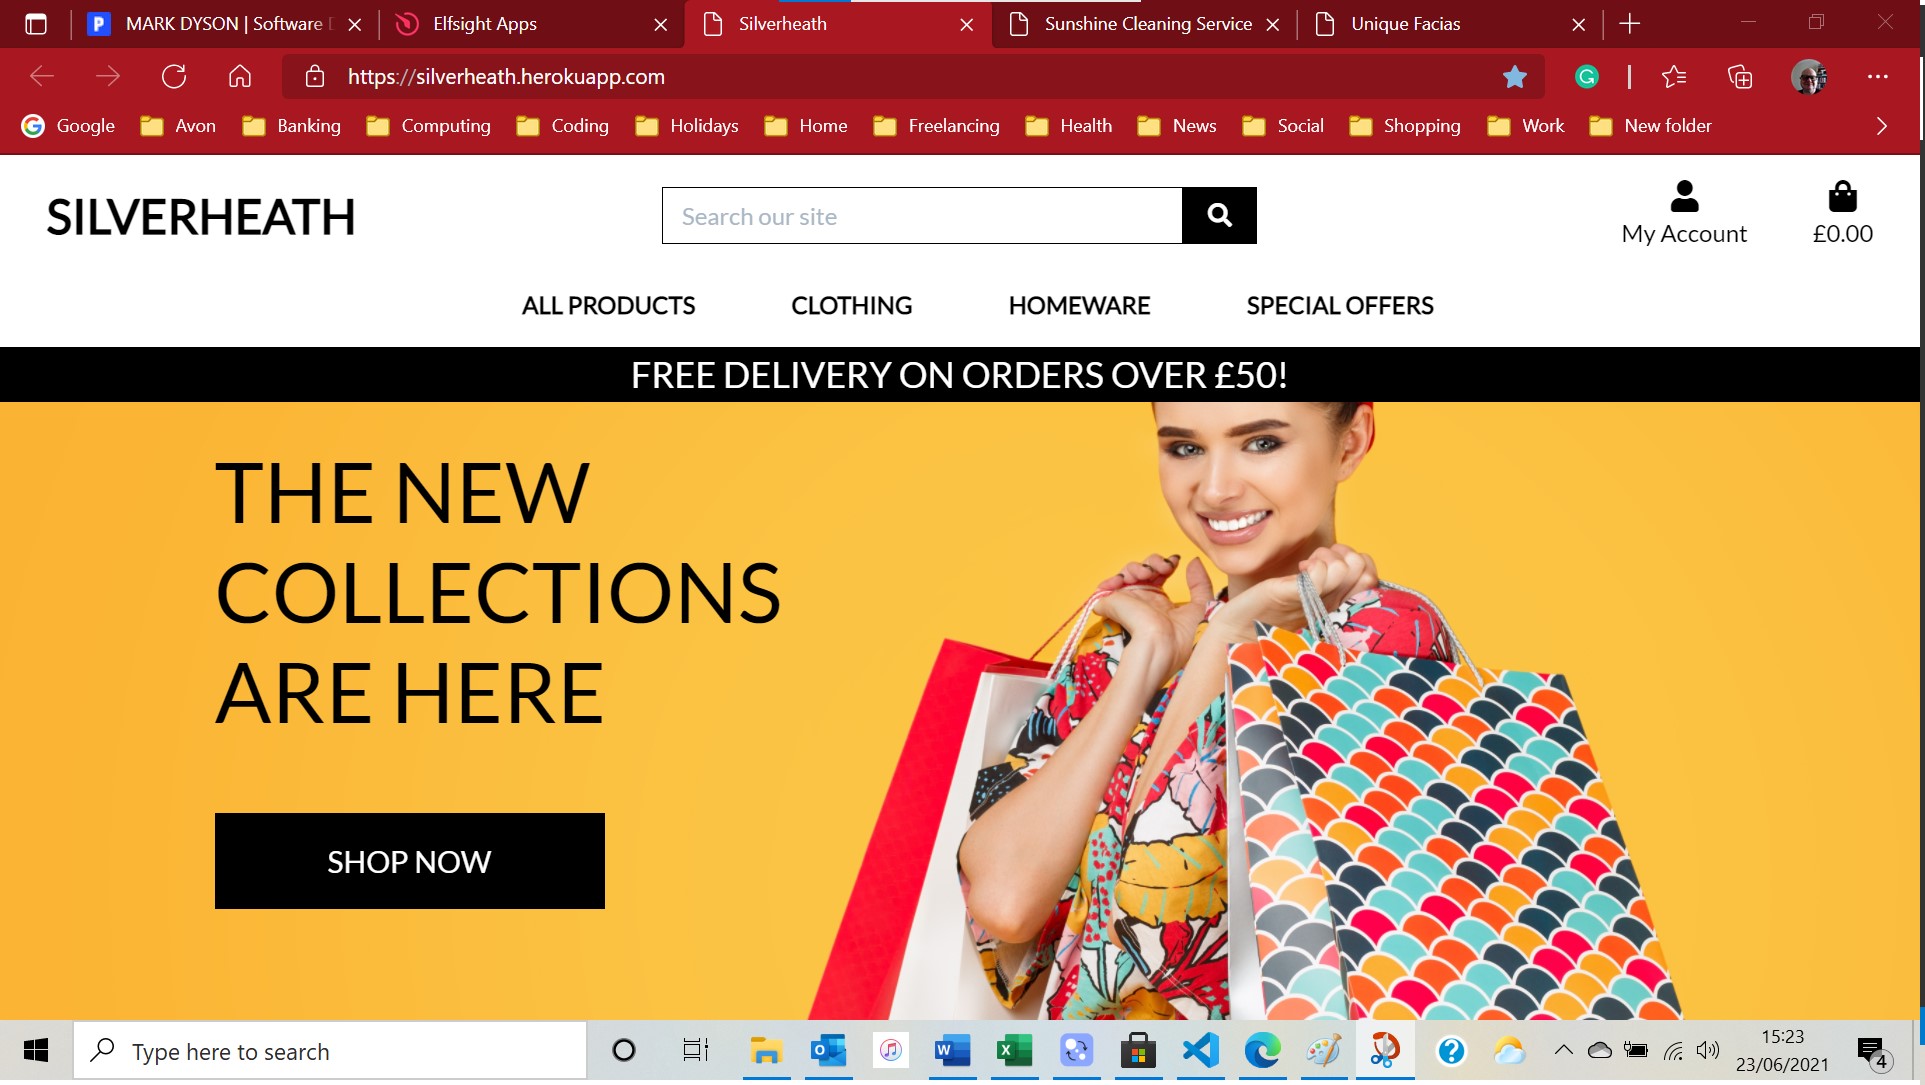 MARK DYSON | Software
Elfsight Apps
Silverheath
Sunshine Cleaning Service
Unique Facias
https://silverheath.herokuapp.com
Google
Avon
Banking
Computing
Coding
Holidays
Home
Freelancing
Health
News
Social
Shopping
Work
New folder
SILVERHEATH
Search our site
My Account
£0.00
ALL PRODUCTS
CLOTHING
HOMEWARE
SPECIAL OFFERS
FREE DELIVERY ON ORDERS OVER £50!
THE NEW
COLLECTIONS
ARE HERE
SHOP NOW
Type here to search
15:23
23/06/2021
4